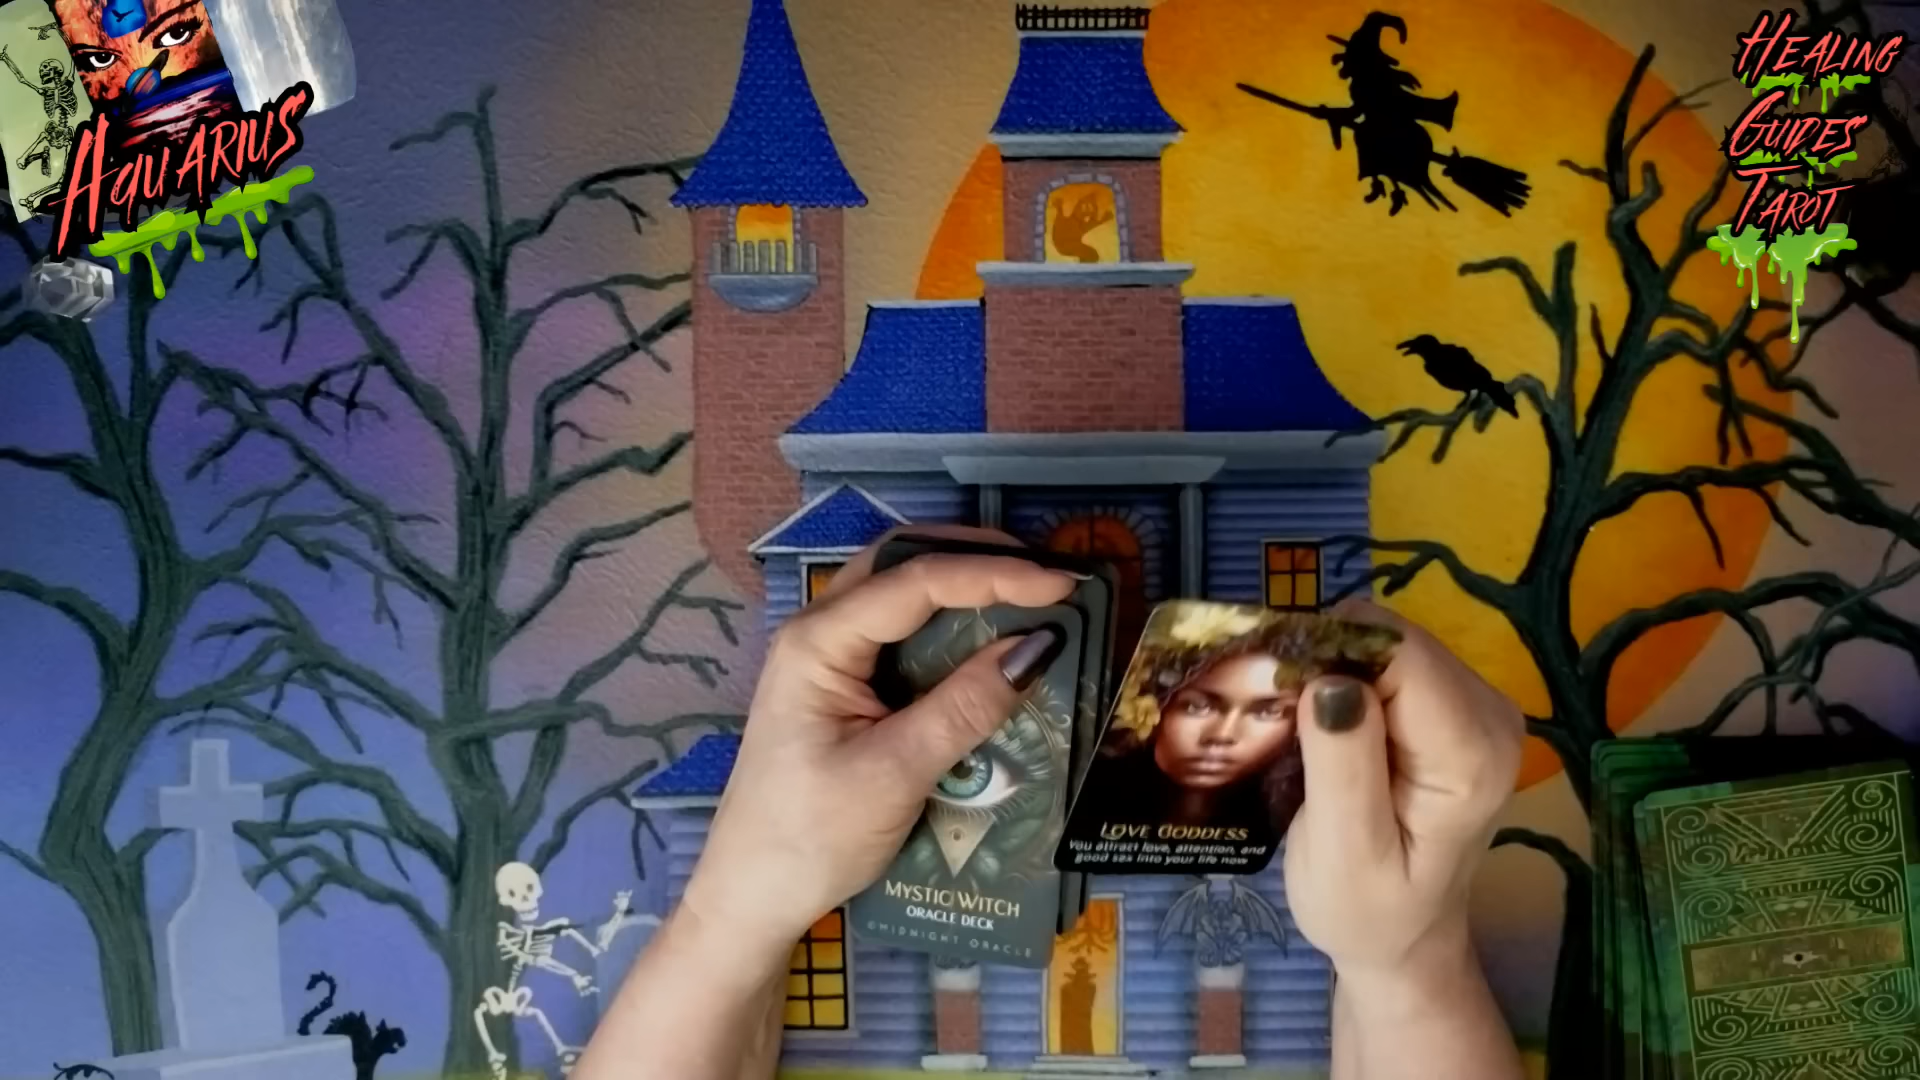 Aquarius
Healing
Guides
Tarot
Love Goddess
You attract love, attention, and
good sex into your life now
Mystic Witch
Oracle Deck
©Midnight Oracle